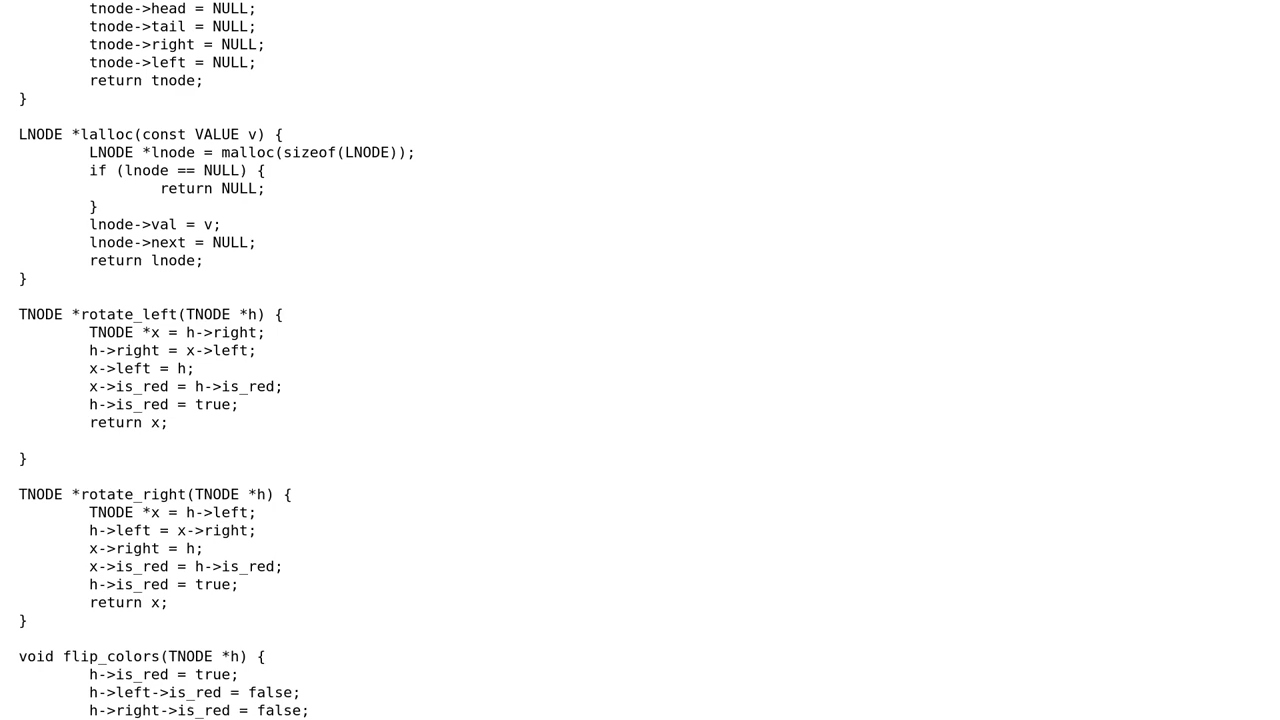 tnode->head = NULL;
        tnode->tail = NULL;
        tnode->right = NULL;
        tnode->left = NULL;
        return tnode;
}

LNODE *lalloc(const VALUE v) {
        LNODE *lnode = malloc(sizeof(LNODE));
        if (lnode == NULL) {
                return NULL;
        }
        lnode->val = v;
        lnode->next = NULL;
        return lnode;
}

TNODE *rotate_left(TNODE *h) {
        TNODE *x = h->right;
        h->right = x->left;
        x->left = h;
        x->is_red = h->is_red;
        h->is_red = true;
        return x;

}

TNODE *rotate_right(TNODE *h) {
        TNODE *x = h->left;
        h->left = x->right;
        x->right = h;
        x->is_red = h->is_red;
        h->is_red = true;
        return x;
}

void flip_colors(TNODE *h) {
        h->is_red = true;
        h->left->is_red = false;
        h->right->is_red = false;